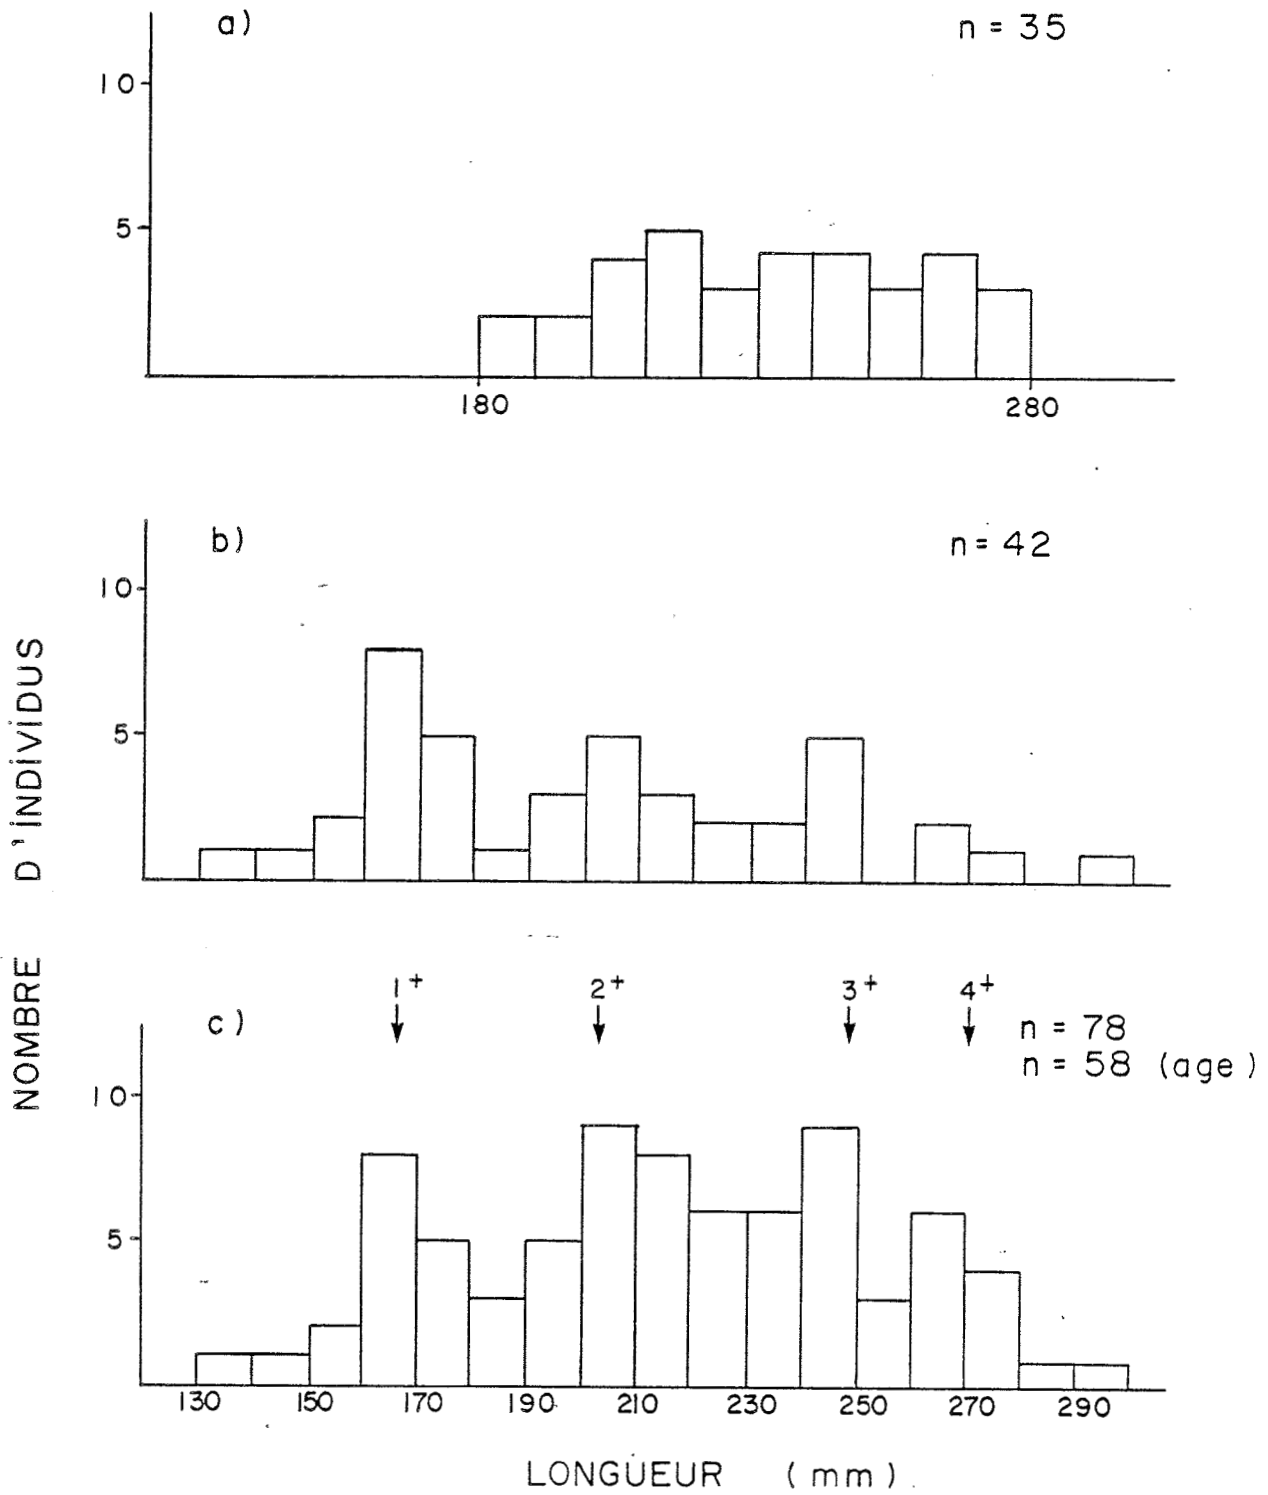 a)
n = 35
10
5
180 280
b)
n = 42
10
5
NOMBRE D'INDIVIDUS
1+ 2+ 3+ 4+
c)
n = 78
n = 58 (age)
10
5
130 150 170 190 210 230 250 270 290
LONGUEUR (mm)